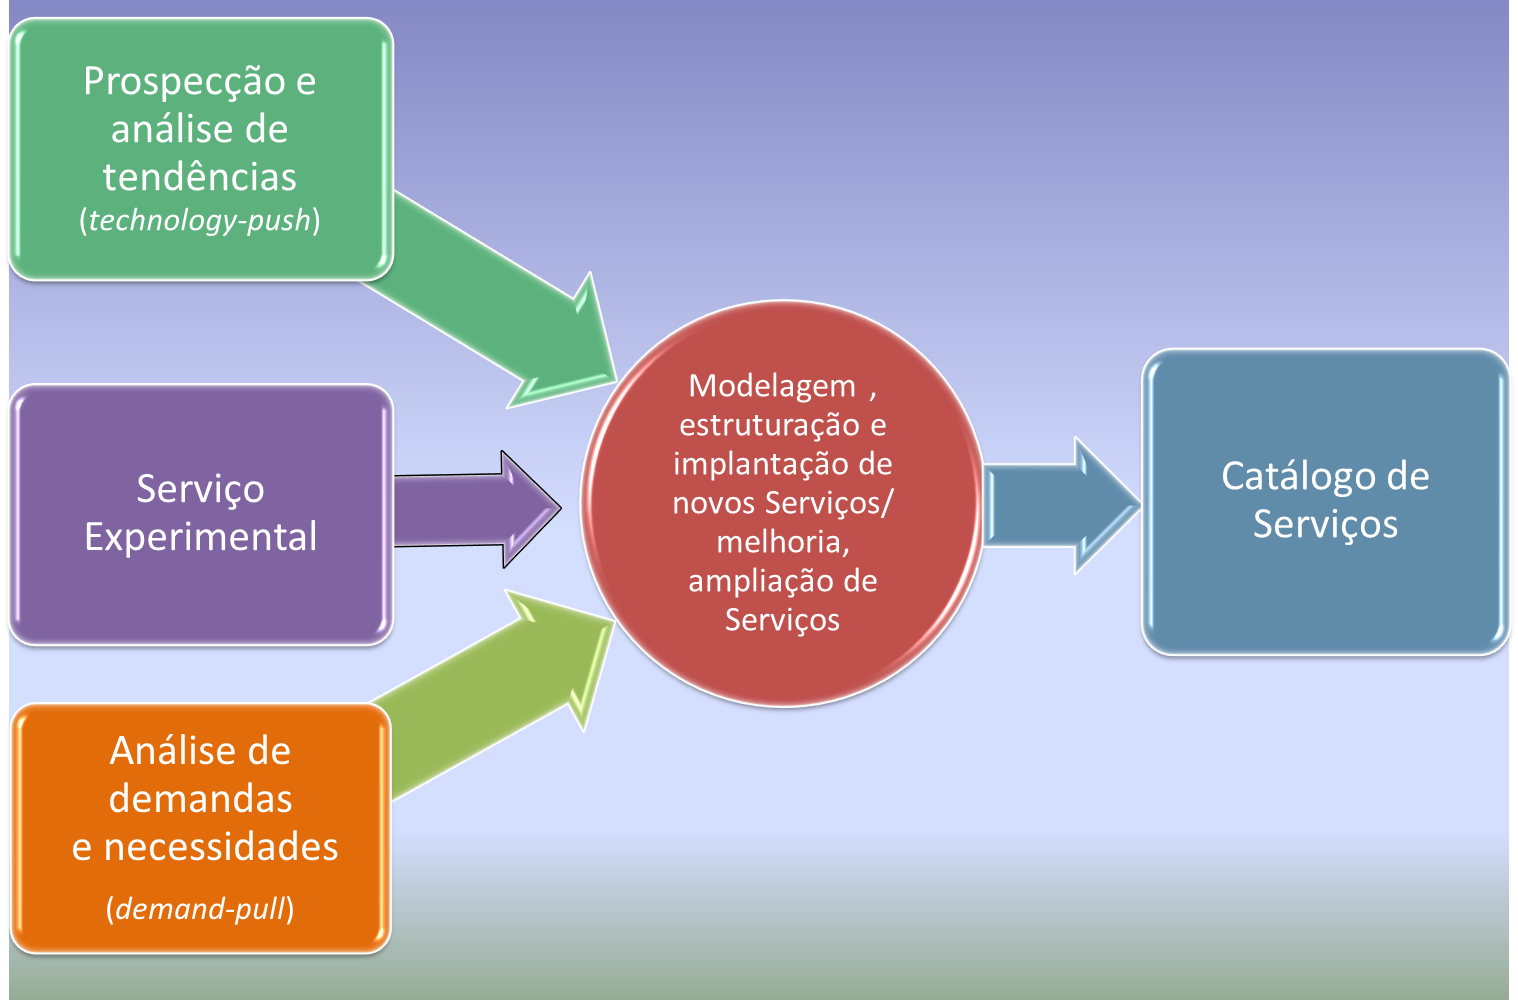 Prospecção e
análise de
tendências
(technology-push)
Serviço
Experimental
Análise de
demandas
e necessidades
(demand-pull)
Modelagem ,
estruturação e
implantação de
novos Serviços/
melhoria,
ampliação de
Serviços
Catálogo de
Serviços